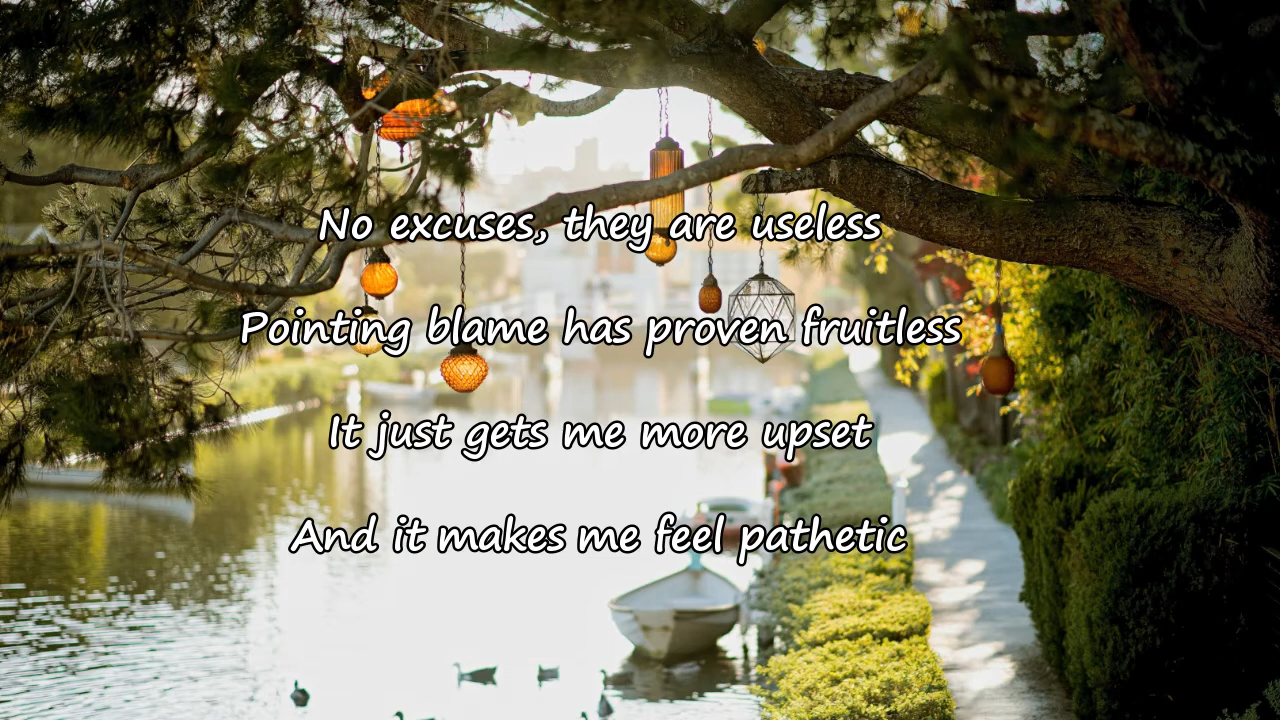 No excuses, they are useless
Pointing blame has proven fruitless
It just gets me more upset
And it makes me feel pathetic